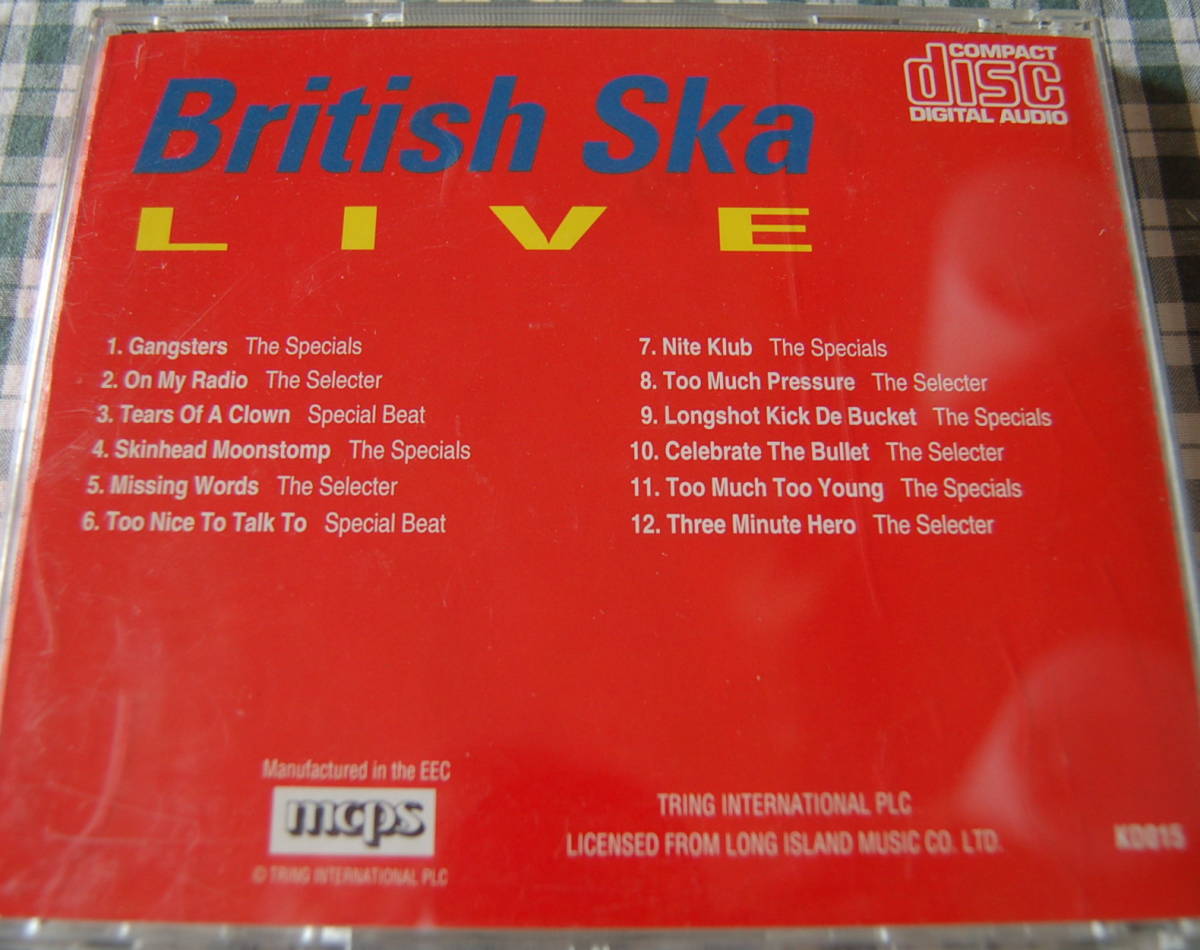 COMPACT
disc
DIGITAL AUDIO
British Ska
LIVE
1. Gangsters The Specials
2. On My Radio The Selecter
3. Tears Of A Clown Special Beat
4. Skinhead Moonstomp The Specials
5. Missing Words The Selecter
6. Too Nice To Talk To Special Beat
7. Nite Klub The Specials
8. Too Much Pressure The Selecter
9. Longshot Kick De Bucket The Specials
10. Celebrate The Bullet The Selecter
11. Too Much Too Young The Specials
12. Three Minute Hero The Selecter
Manufactured in the EEC
mcps
© TRING INTERNATIONAL PLC
TRING INTERNATIONAL PLC
LICENSED FROM LONG ISLAND MUSIC CO. LTD.